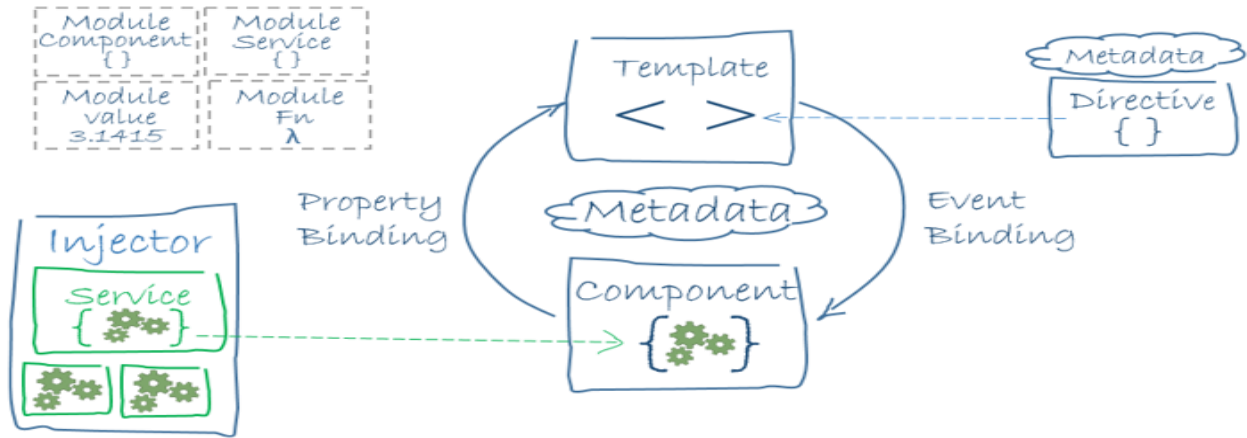 Module
Component
{ }
Module
Service
{ }
Module
value
3.1415
Module
Fn
λ
Template
< >
Metadata
Directive
{ }
Property
Binding
Metadata
Event
Binding
Injector
Service
{ }
Component
{ }